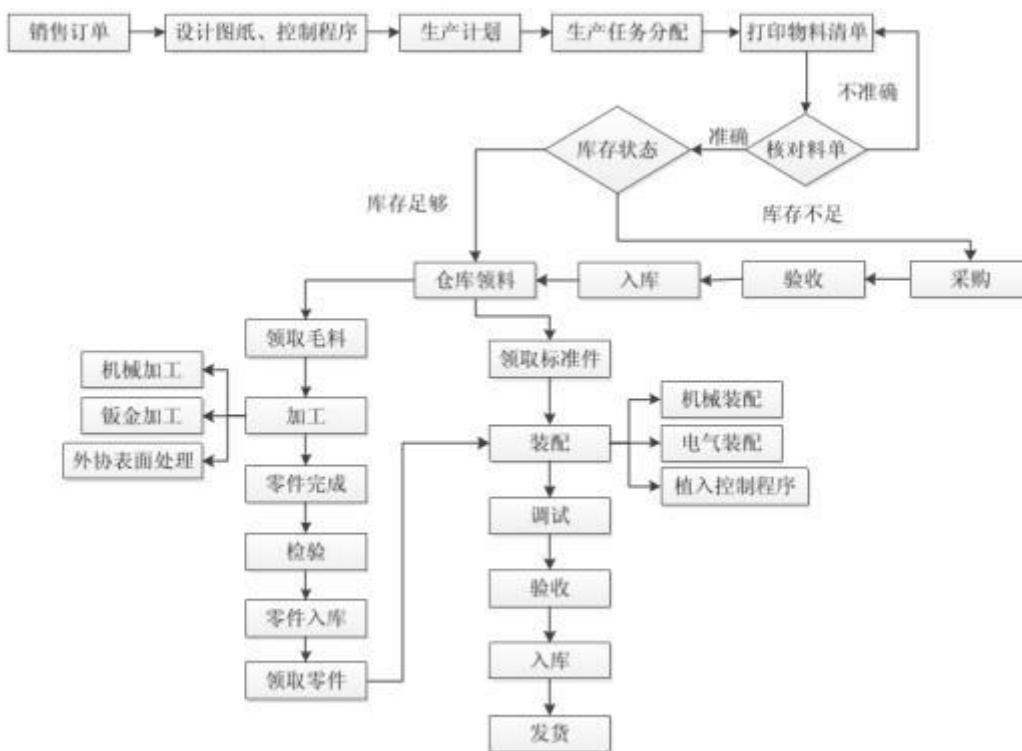 销售订单
设计图纸、控制程序
生产计划
生产任务分配
打印物料清单
不准确
准确
库存状态
核对料单
库存足够
库存不足
仓库领料
入库
验收
采购
领取毛料
领取标准件
机械加工
钣金加工
外协表面处理
加工
装配
机械装配
电气装配
植入控制程序
零件完成
调试
检验
验收
零件入库
入库
领取零件
发货